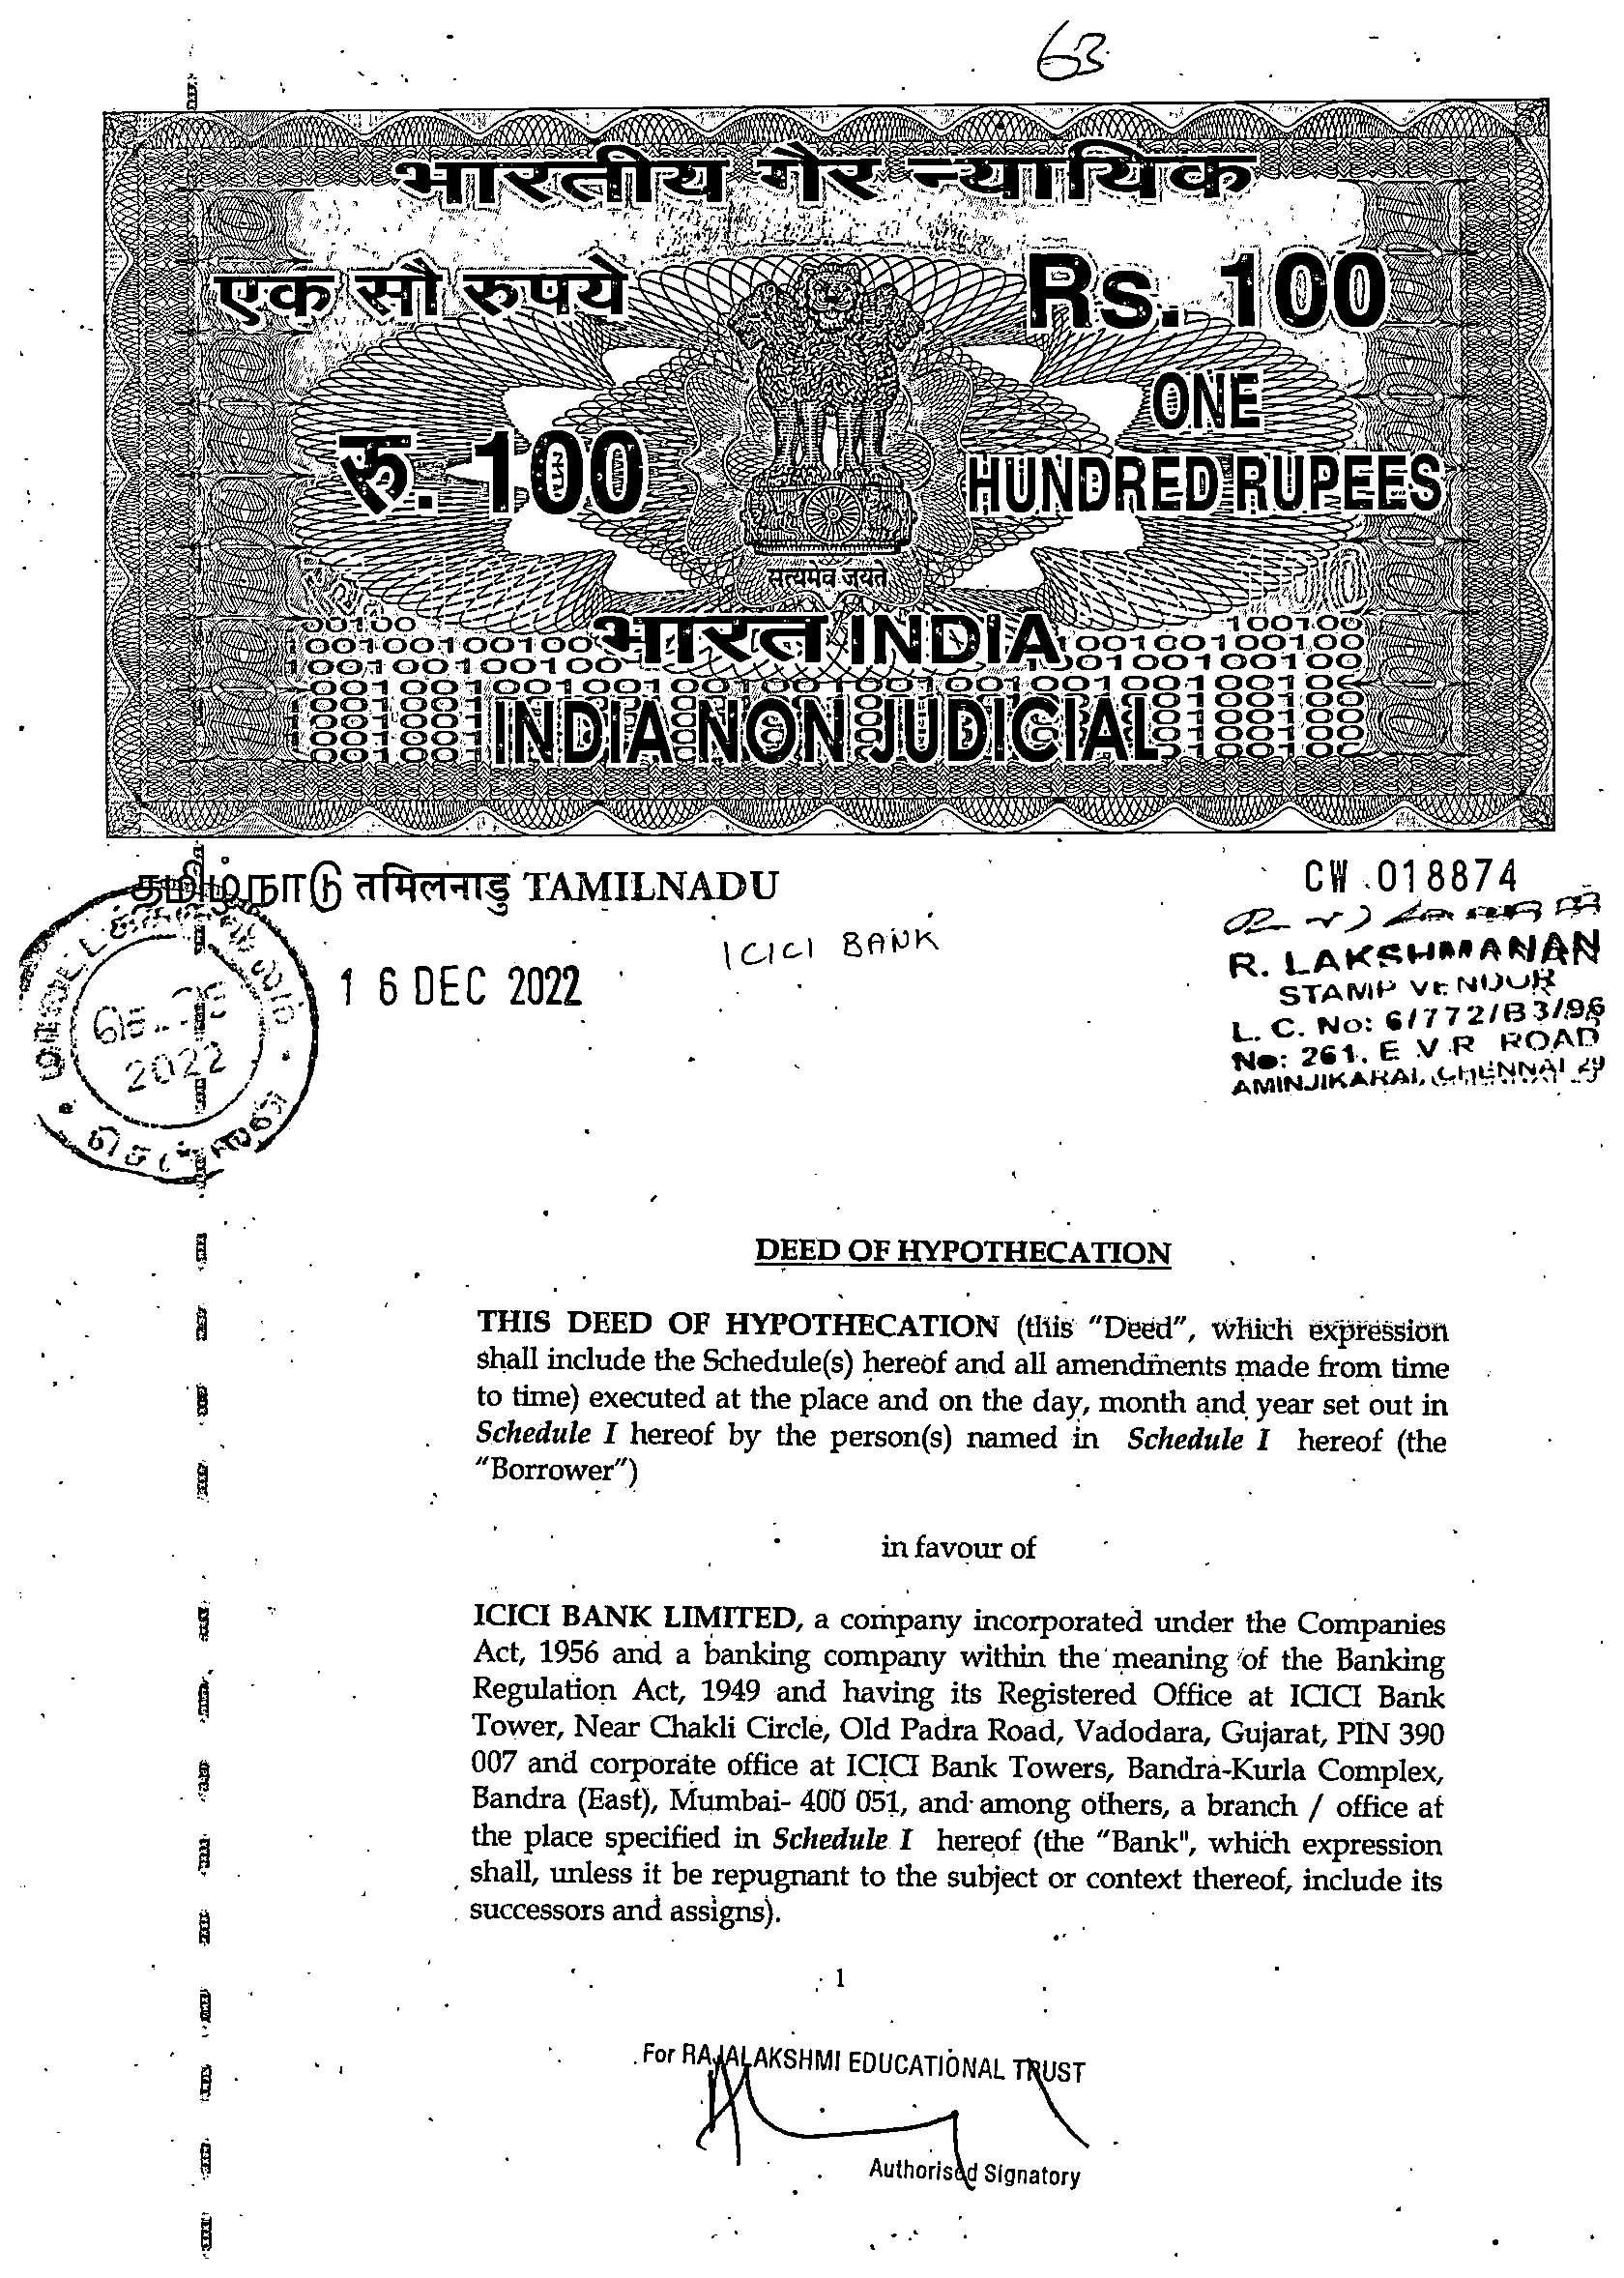 63
भारतीय गैर न्यायिक
एक सौ रुपये
Rs. 100
रु. 100
ONE
HUNDRED RUPEES
सत्यमेव जयते
भारत INDIA
INDIA NON JUDICIAL
தமிழ்நாடு तमिलनाडु TAMILNADU
CW 018874
ICICI BANK
16 DEC 2022
2022
R. LAKSHMANAN
STAMP VENDOR
L. C. No: 6/772/B3/96
No: 261, E V R ROAD
AMINJIKARAI, CHENNAI 29
DEED OF HYPOTHECATION
THIS DEED OF HYPOTHECATION (this "Deed", which expression
shall include the Schedule(s) hereof and all amendments made from time
to time) executed at the place and on the day, month and year set out in
Schedule I hereof by the person(s) named in Schedule I hereof (the
"Borrower")
in favour of
ICICI BANK LIMITED, a company incorporated under the Companies
Act, 1956 and a banking company within the meaning of the Banking
Regulation Act, 1949 and having its Registered Office at ICICI Bank
Tower, Near Chakli Circle, Old Padra Road, Vadodara, Gujarat, PIN 390
007 and corporate office at ICICI Bank Towers, Bandra-Kurla Complex,
Bandra (East), Mumbai- 400 051, and among others, a branch / office at
the place specified in Schedule I hereof (the "Bank", which expression
shall, unless it be repugnant to the subject or context thereof, include its
successors and assigns).
1
For RAJALAKSHMI EDUCATIONAL TRUST
Authorised Signatory